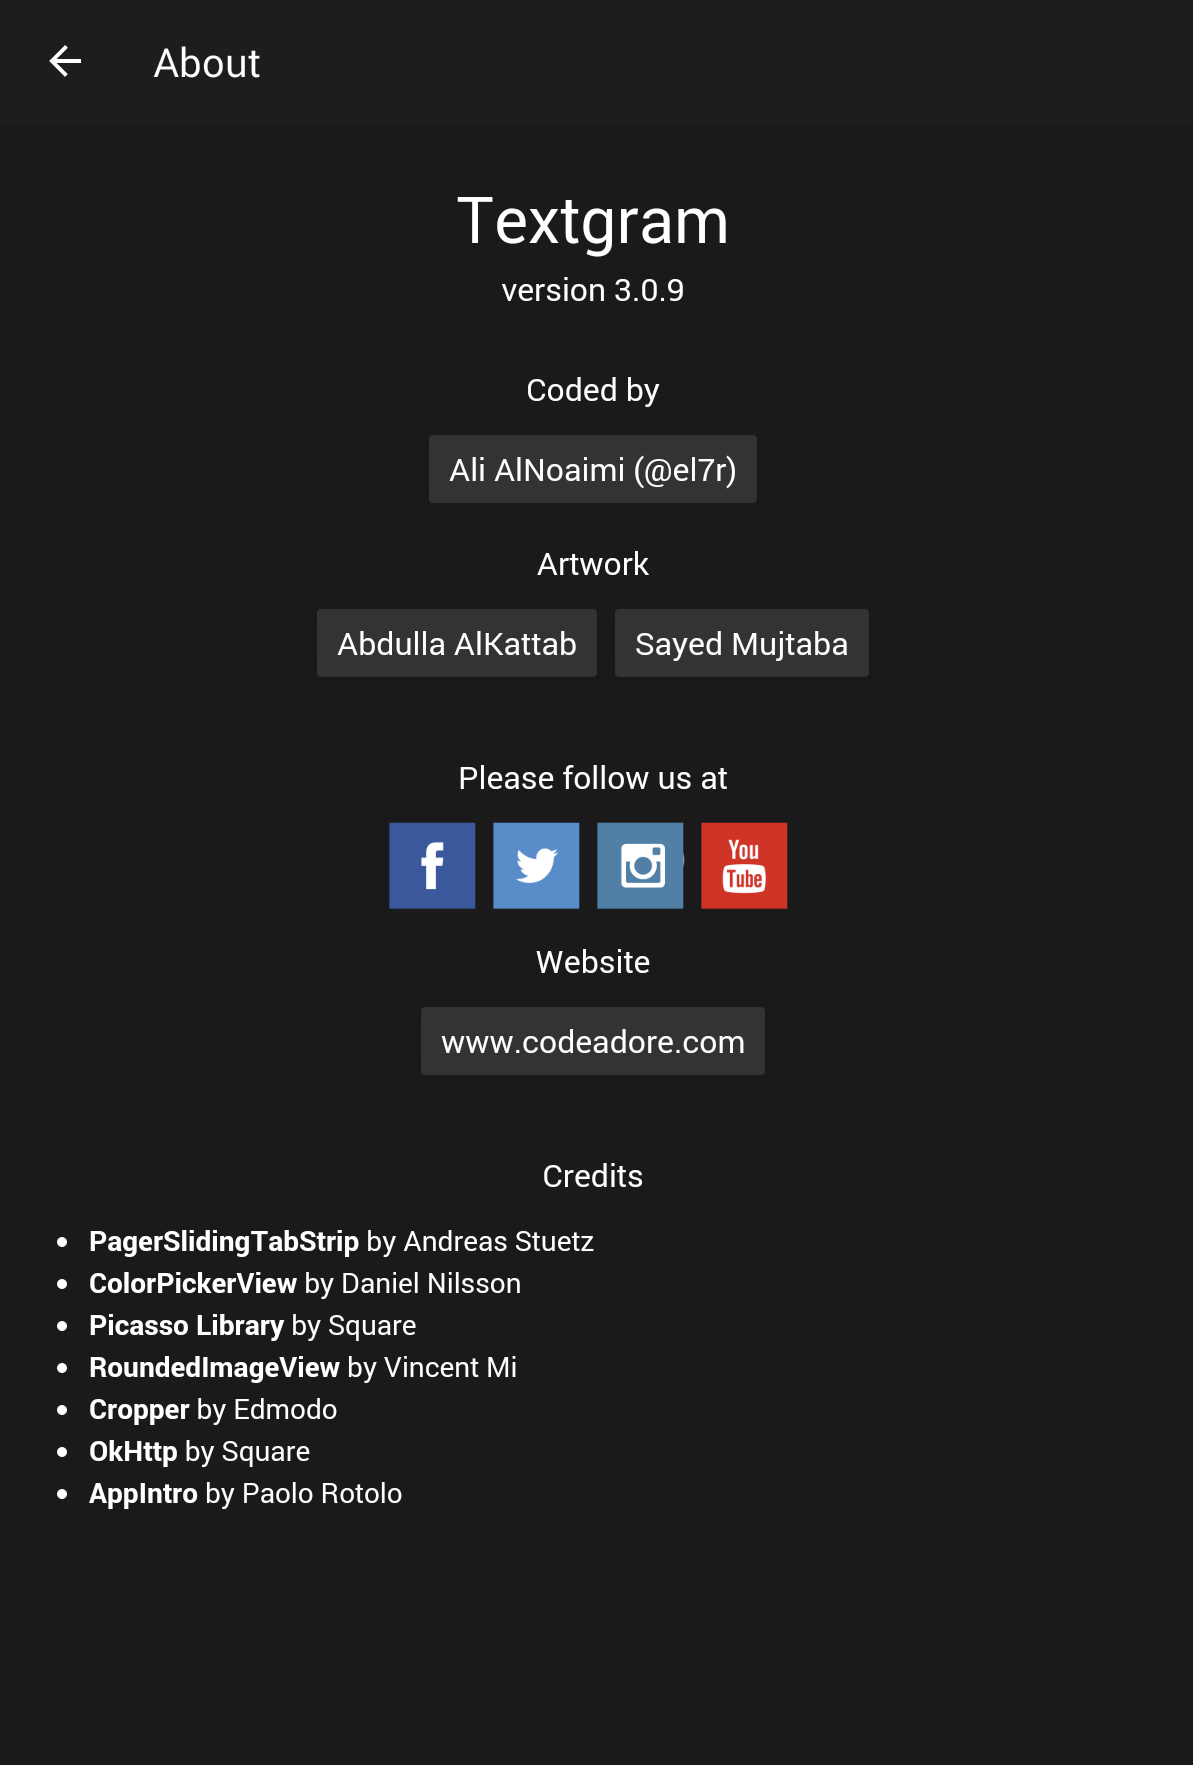 About
Textgram
version 3.0.9
Coded by
Ali AlNoaimi (@el7r)
Artwork
Abdulla AlKattab Sayed Mujtaba
Please follow us at
f You Tube
Website
www.codeadore.com
Credits
• PagerSlidingTabStrip by Andreas Stuetz
• ColorPickerView by Daniel Nilsson
• Picasso Library by Square
• RoundedImageView by Vincent Mi
• Cropper by Edmodo
• OkHttp by Square
• AppIntro by Paolo Rotolo